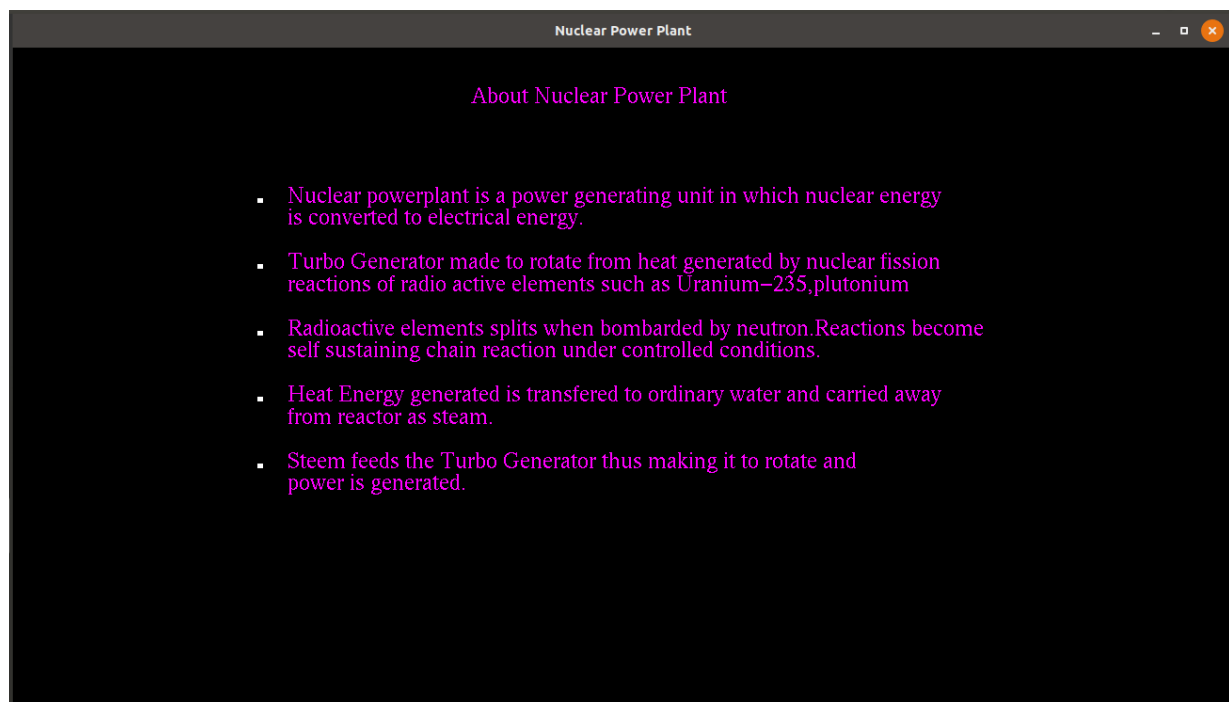 Nuclear Power Plant
About Nuclear Power Plant
Nuclear powerplant is a power generating unit in which nuclear energy
is converted to electrical energy.
Turbo Generator made to rotate from heat generated by nuclear fission
reactions of radio active elements such as Uranium-235,plutonium
Radioactive elements splits when bombarded by neutron.Reactions become
self sustaining chain reaction under controlled conditions.
Heat Energy generated is transfered to ordinary water and carried away
from reactor as steam.
Steem feeds the Turbo Generator thus making it to rotate and
power is generated.